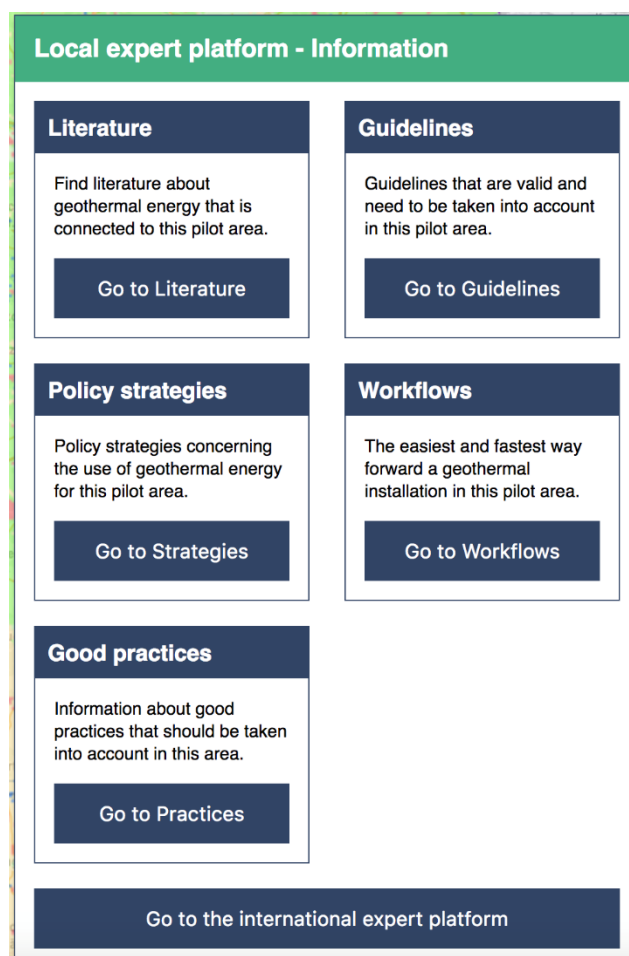 Local expert platform - Information
Literature
Find literature about
geothermal energy that is
connected to this pilot area.
Go to Literature
Guidelines
Guidelines that are valid and
need to be taken into account
in this pilot area.
Go to Guidelines
Policy strategies
Policy strategies concerning
the use of geothermal energy
for this pilot area.
Go to Strategies
Workflows
The easiest and fastest way
forward a geothermal
installation in this pilot area.
Go to Workflows
Good practices
Information about good
practices that should be taken
into account in this area.
Go to Practices
Go to the international expert platform